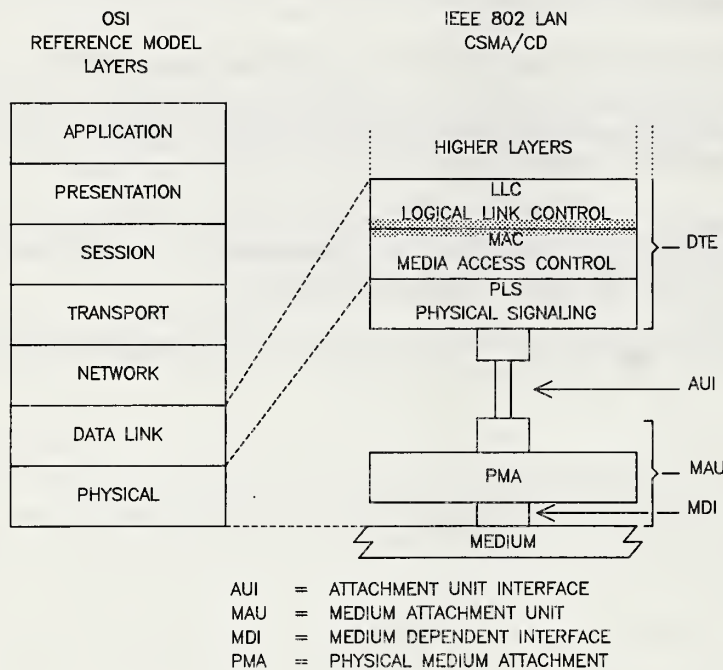 OSI
REFERENCE MODEL
LAYERS
APPLICATION
PRESENTATION
SESSION
TRANSPORT
NETWORK
DATA LINK
PHYSICAL
IEEE 802 LAN
CSMA/CD
HIGHER LAYERS
LLC
LOGICAL LINK CONTROL
MAC
MEDIA ACCESS CONTROL
PLS
PHYSICAL SIGNALING
DTE
AUI
PMA
MAU
MDI
MEDIUM
AUI = ATTACHMENT UNIT INTERFACE
MAU = MEDIUM ATTACHMENT UNIT
MDI = MEDIUM DEPENDENT INTERFACE
PMA = PHYSICAL MEDIUM ATTACHMENT